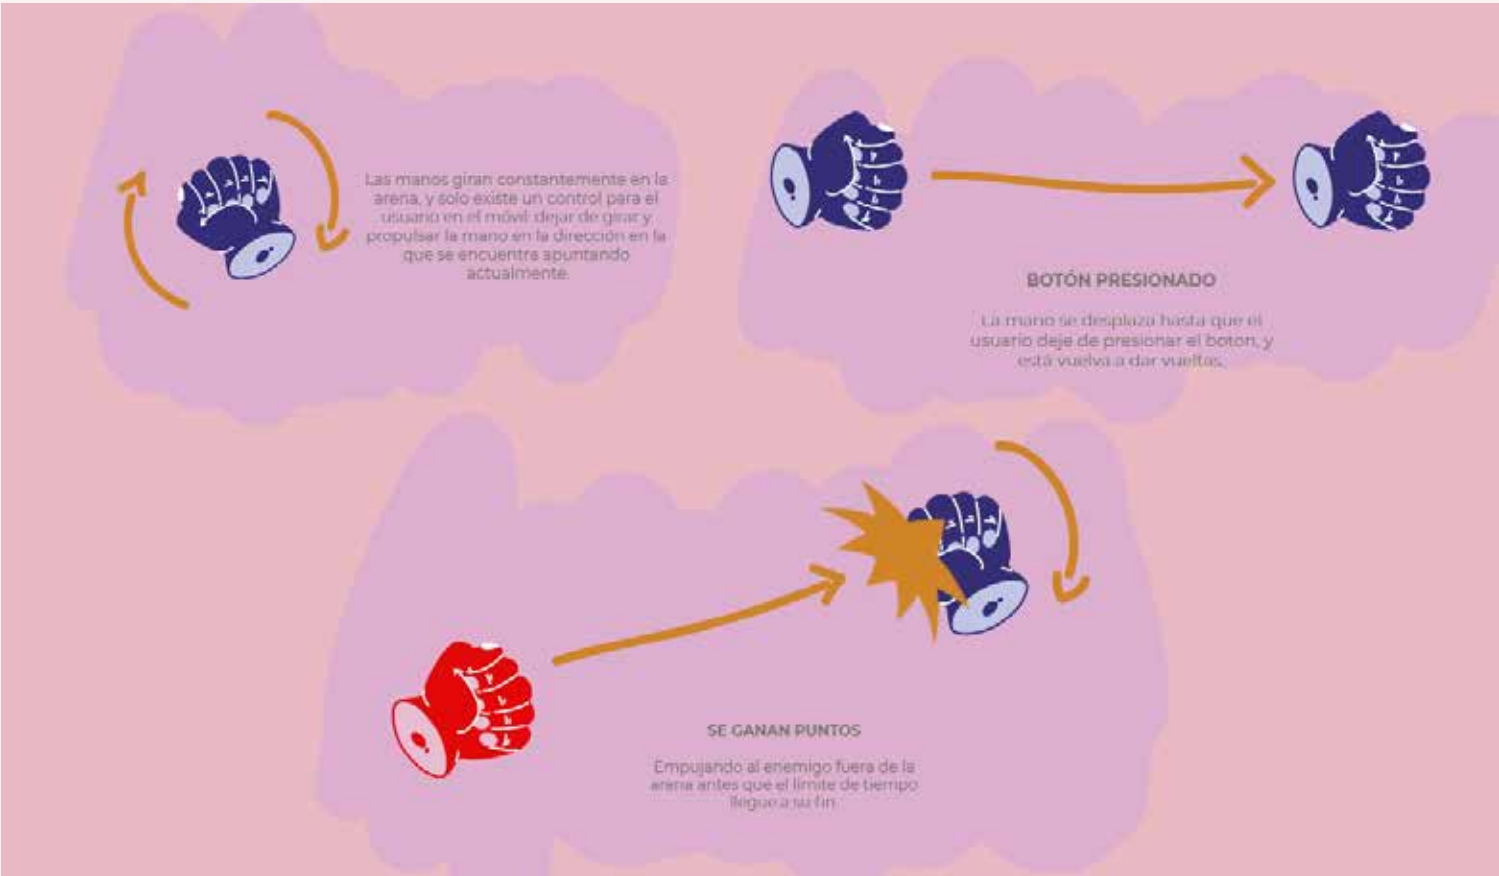 Las manos giran constantemente en la
arena, y solo existe un control para el
usuario en el móvil: dejar de girar y
propulsar la mano en la dirección en la
que se encuentra apuntando
actualmente.
BOTÓN PRESIONADO
La mano se desplaza hasta que el
usuario deje de presionar el boton, y
está vuelva a dar vueltas.
SE GANAN PUNTOS
Empujando al enemigo fuera de la
arena antes que el límite de tiempo
llegue a su fin